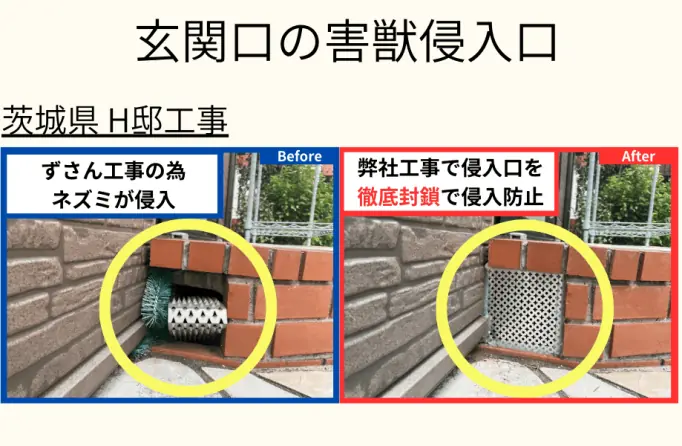 玄関口の害獣侵入口
茨城県 H邸工事
Before
ずさん工事の為
ネズミが侵入
After
弊社工事で侵入口を
徹底封鎖で侵入防止